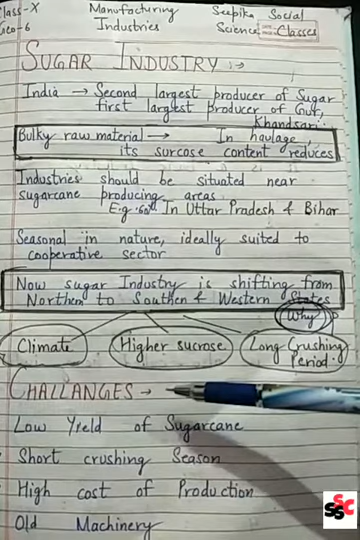 Class-X Manufacturing Deepika Social
Geo-6 Industries Science Classes
SUGAR INDUSTRY :→
India → Second largest producer of Sugar
first largest producer of Gur,
Khandsari.
Bulky raw material → In haulage,
its surcose content reduces
Industries should be situated near
sugarcane producing areas
E.g. 60% In Uttar Pradesh & Bihar
Seasonal in nature, ideally suited to
cooperative sector
Now sugar Industry is shifting from
Northern to Southern & Western States
Why
Climate Higher sucrose Long Crushing
Period.
CHALLANGES →
Low Yield of Sugarcane
Short crushing Season
High cost of Production
Old Machinery
SSC